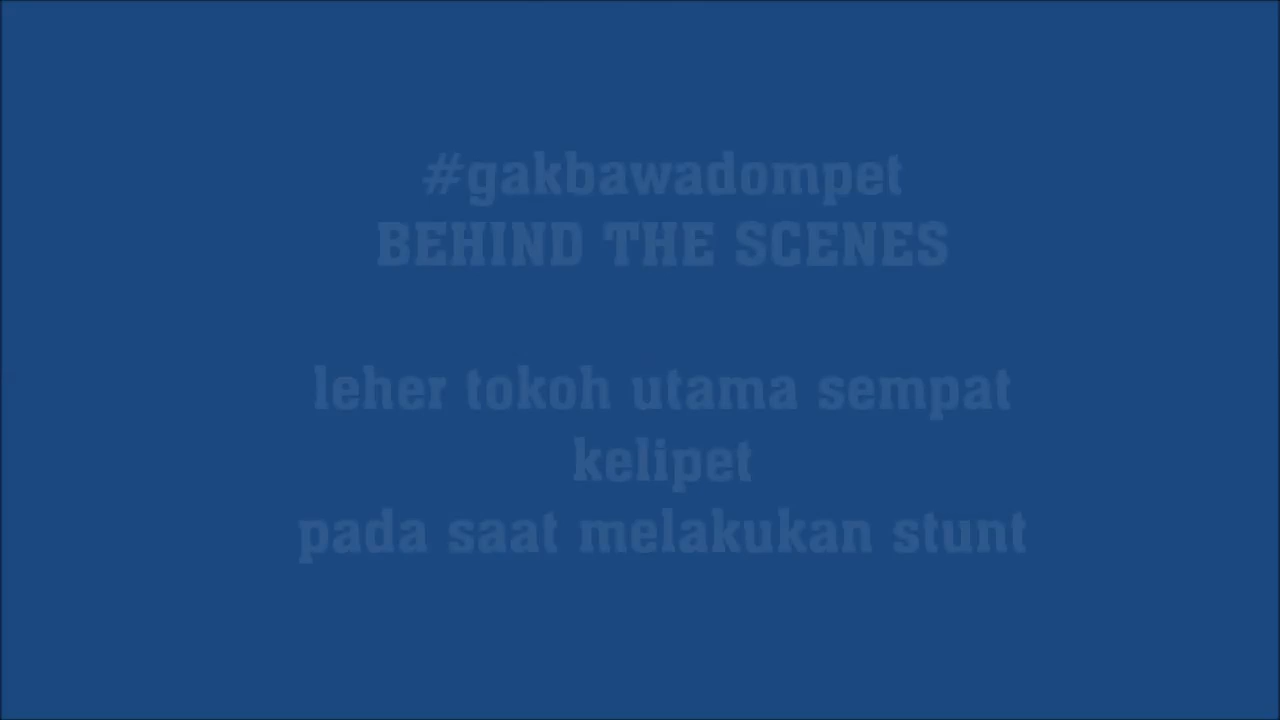 #gakbawadompet
BEHIND THE SCENES
leher tokoh utama sempat
kelipet
pada saat melakukan stunt